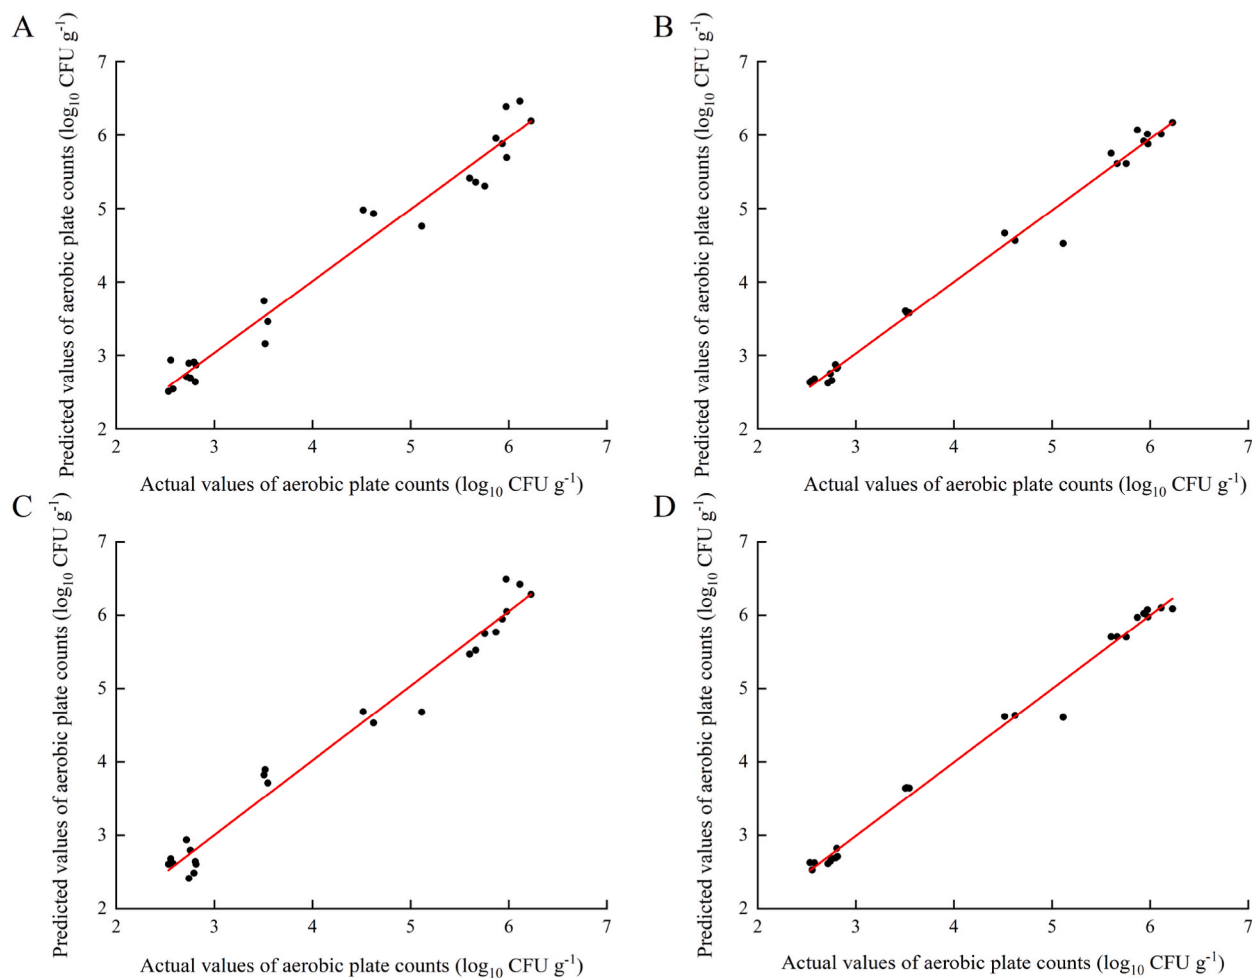 A
Predicted values of aerobic plate counts (log10 CFU g-1)
7
6
5
4
3
2
2 3 4 5 6 7
Actual values of aerobic plate counts (log10 CFU g-1)
B
Predicted values of aerobic plate counts (log10 CFU g-1)
7
6
5
4
3
2
2 3 4 5 6 7
Actual values of aerobic plate counts (log10 CFU g-1)
C
Predicted values of aerobic plate counts (log10 CFU g-1)
7
6
5
4
3
2
2 3 4 5 6 7
Actual values of aerobic plate counts (log10 CFU g-1)
D
Predicted values of aerobic plate counts (log10 CFU g-1)
7
6
5
4
3
2
2 3 4 5 6 7
Actual values of aerobic plate counts (log10 CFU g-1)